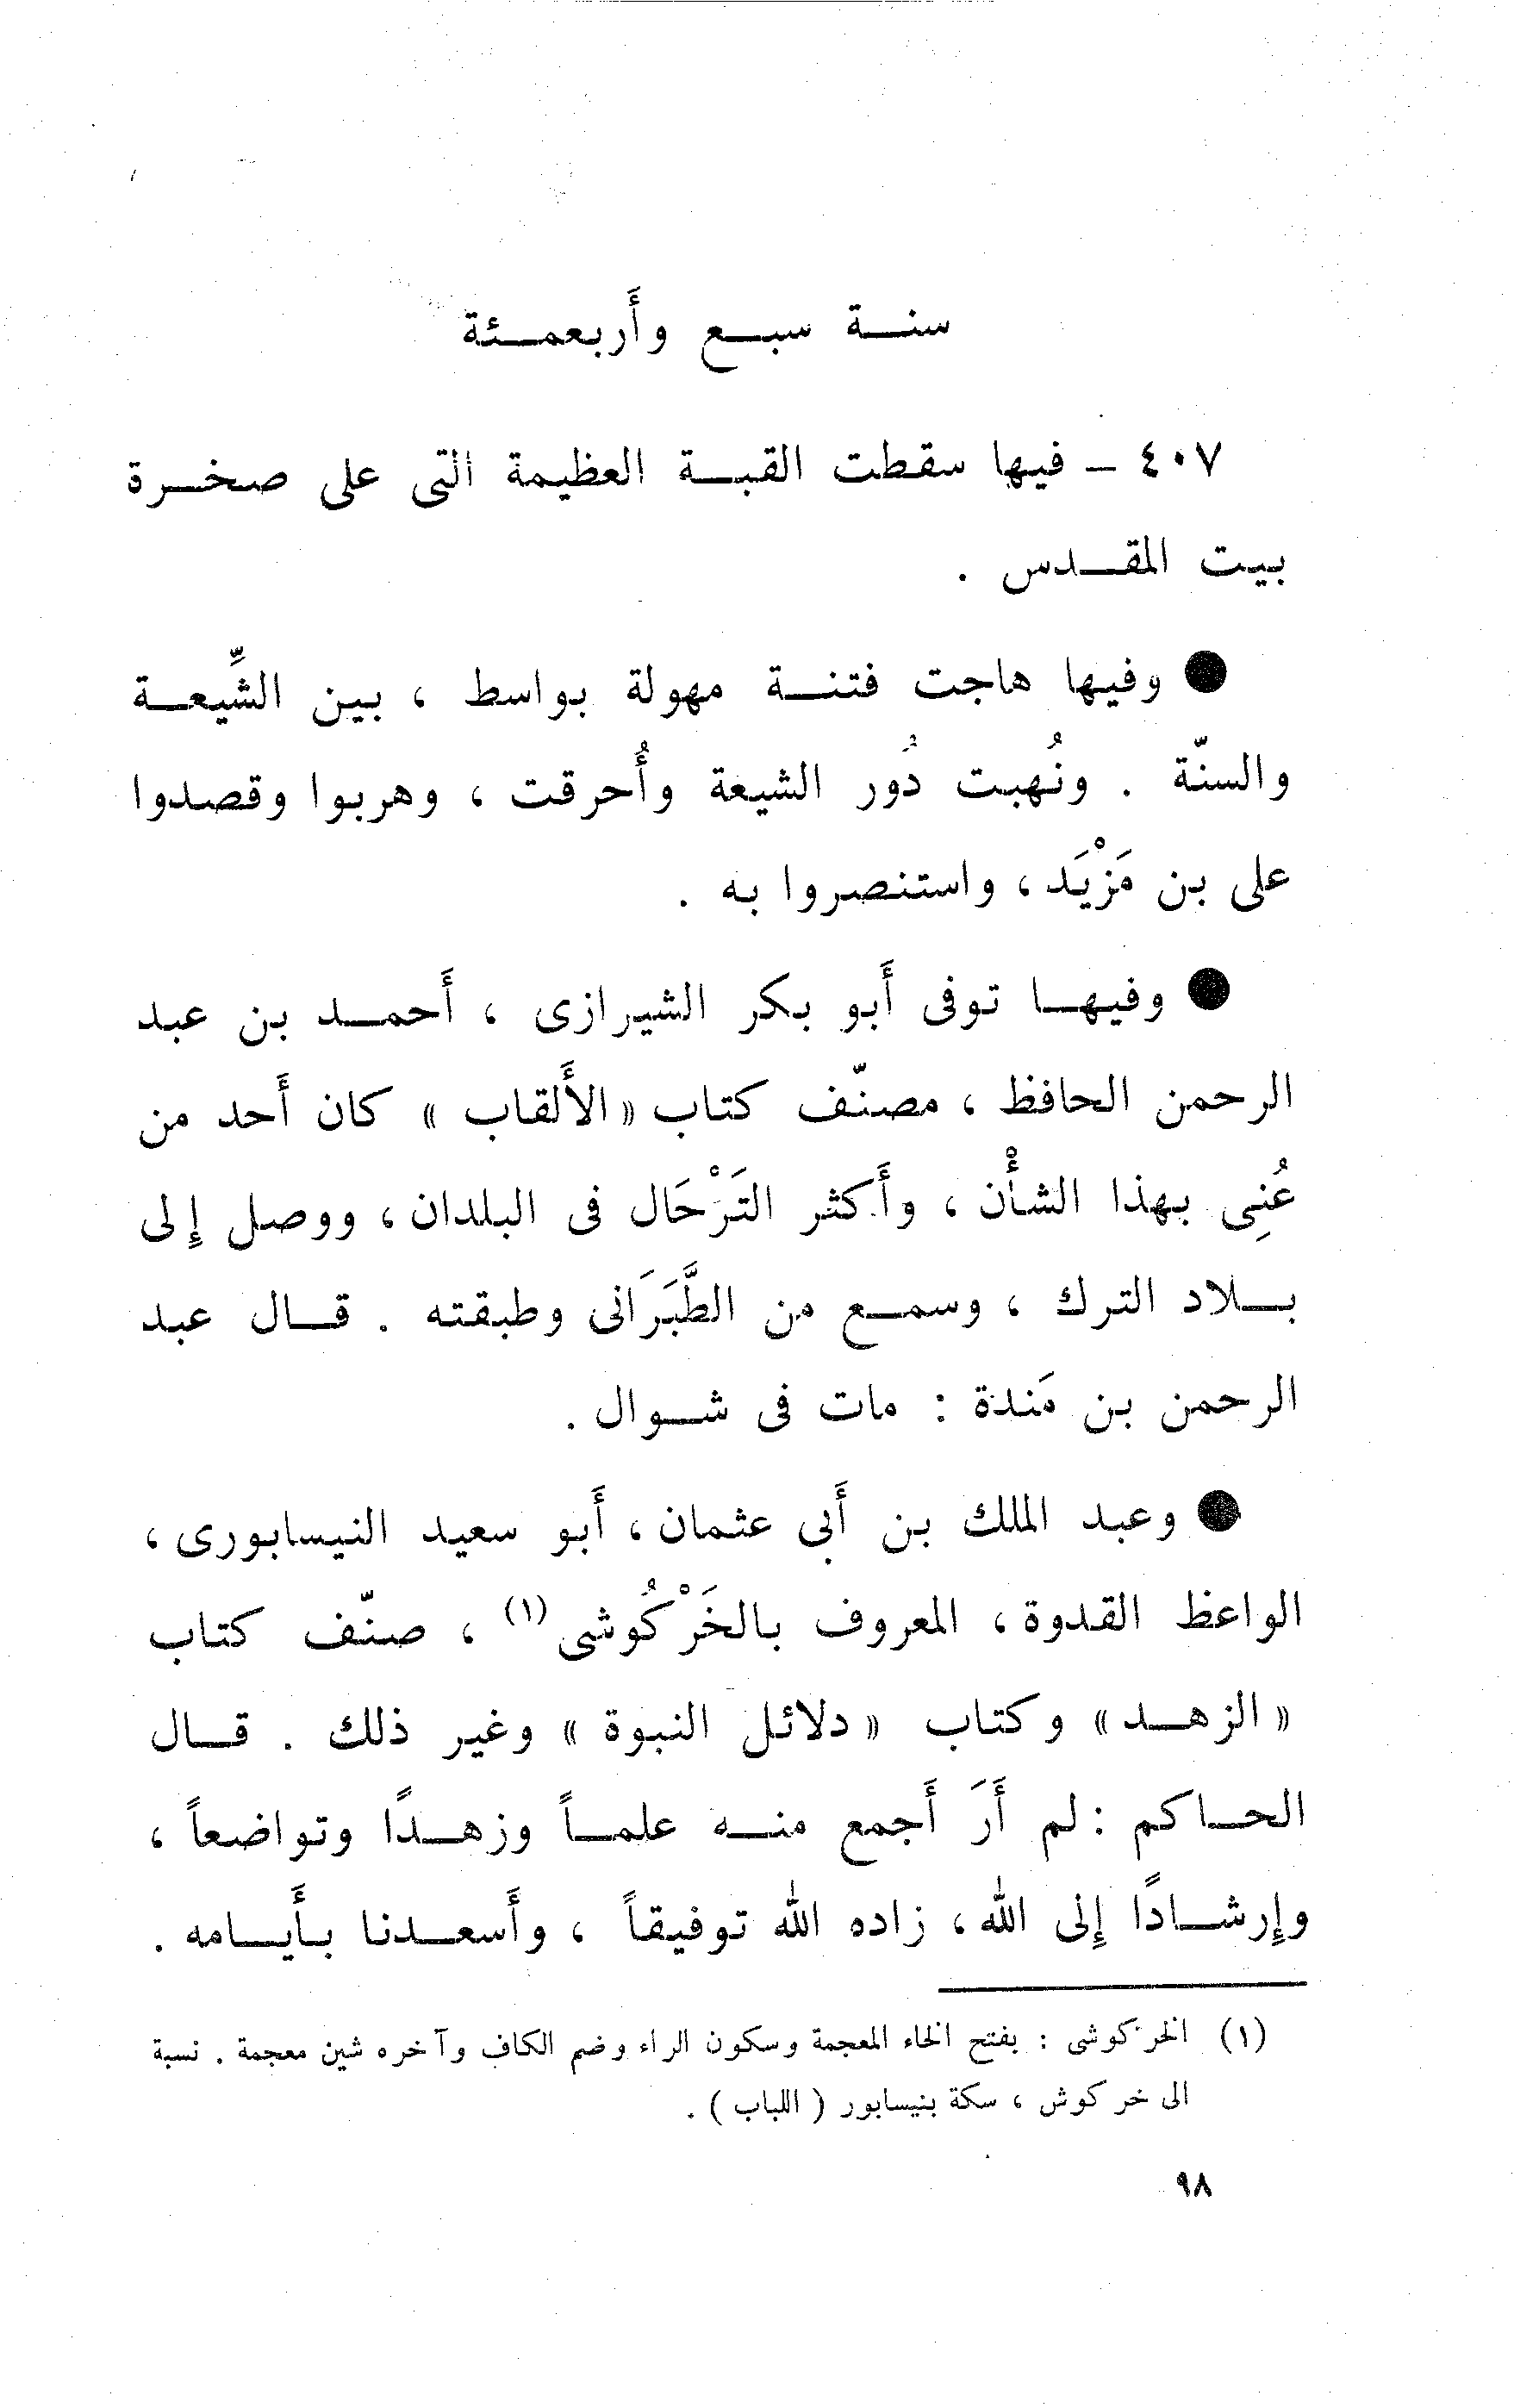 سنة سبع وأربعمئة
٤٠٧ – فيها سقطت القبة العظيمة التى على صخرة
بيت المقدس .
● وفيها هاجت فتنة مهولة بواسط ، بين الشِّيعة
والسنّة . ونُهبت دُور الشيعة وأُحرقت ، وهربوا وقصدوا
على بن مَزْيَد ، واستنصروا به .
● وفيها توفى أَبو بكر الشيرازى ، أَحمد بن عبد
الرحمن الحافظ ، مصنّف كتاب «الأَلقاب » كان أَحد من
عُنِى بهذا الشأْن ، وأَكثر التَرْحَال فى البلدان ، ووصل إِلى
بلاد الترك ، وسمع من الطَّبَرَانى وطبقته . قال عبد
الرحمن بن مَندة : مات فى شوال .
● وعبد الملك بن أَبى عثمان ، أَبو سعيد النيسابورى ،
الواعظ القدوة ، المعروف بالخَرْكُوشى (١) ، صنّف كتاب
« الزهد » وكتاب « دلائل النبوة » وغير ذلك . قال
الحاكم : لم أَرَ أَجمع منه علماً وزهدًا وتواضعاً ،
وإِرشادًا إِلى الله ، زاده الله توفيقاً ، وأَسعدنا بأَيامه .
(١) الخركوشى : بفتح الخاء المعجمة وسكون الراء وضم الكاف وآخره شين معجمة . نسبة
الى خركوش ، سكة بنيسابور ( اللباب ) .
٩٨